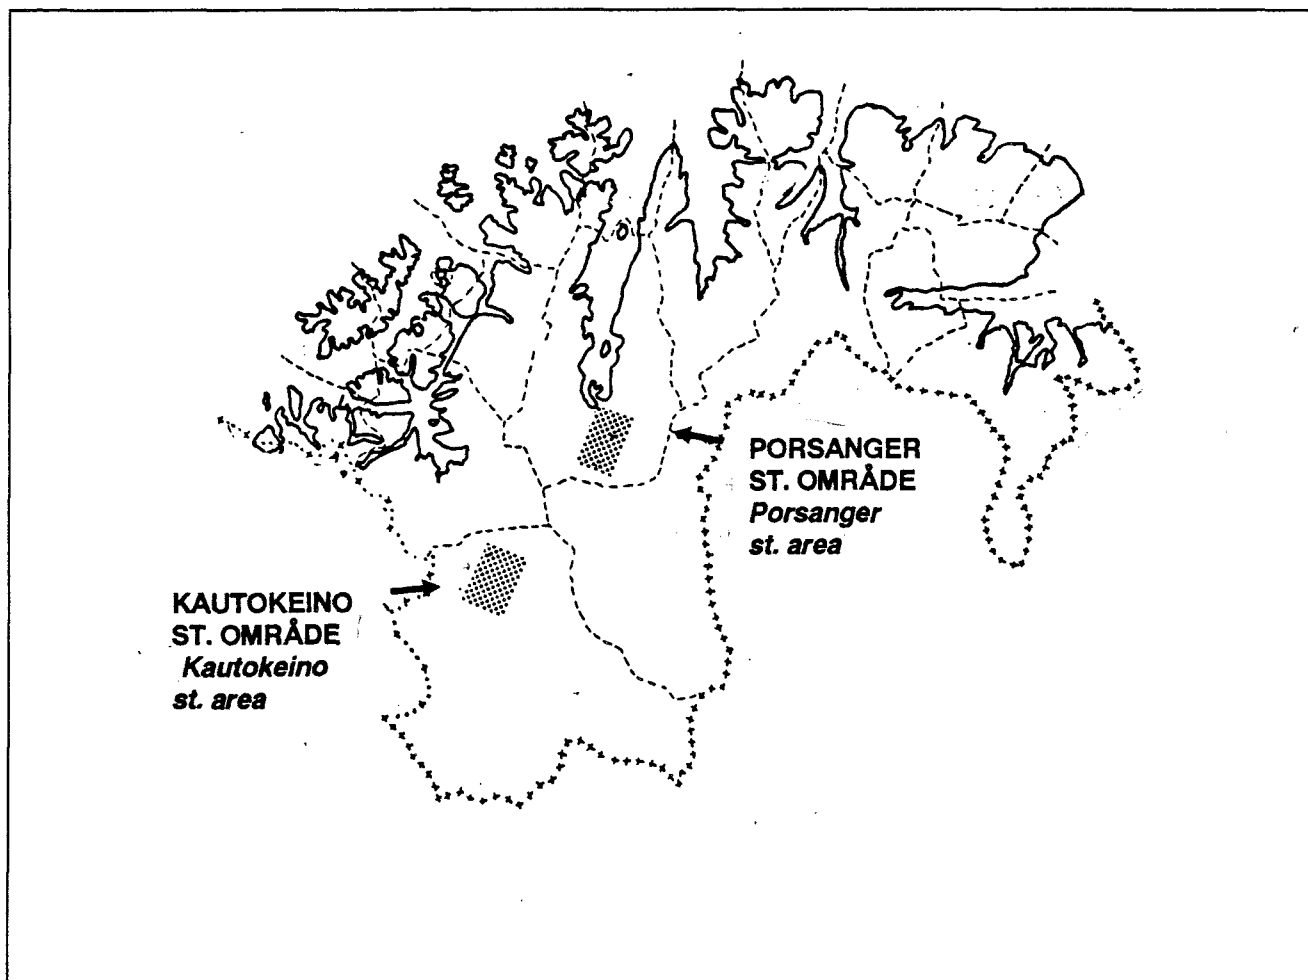 PORSANGER
ST. OMRÅDE
Porsanger
st. area
KAUTOKEINO
ST. OMRÅDE
Kautokeino
st. area